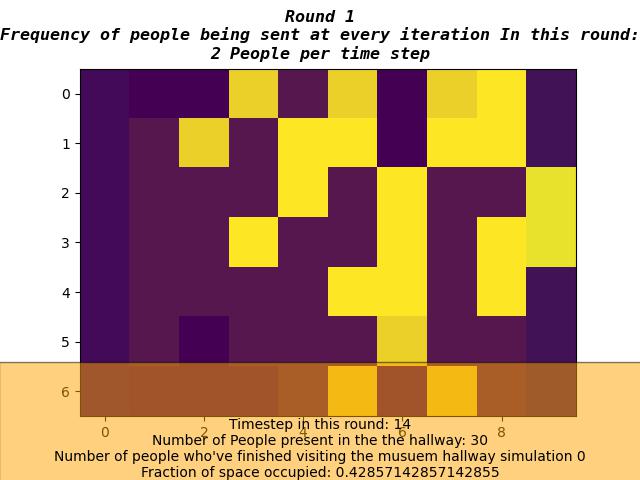 Round 1
Frequency of people being sent at every iteration In this round:
2 People per time step
0
1
2
3
4
5
6
0 2 4 6 8
Timestep in this round: 14
Number of People present in the the hallway: 30
Number of people who've finished visiting the musuem hallway simulation 0
Fraction of space occupied: 0.42857142857142855